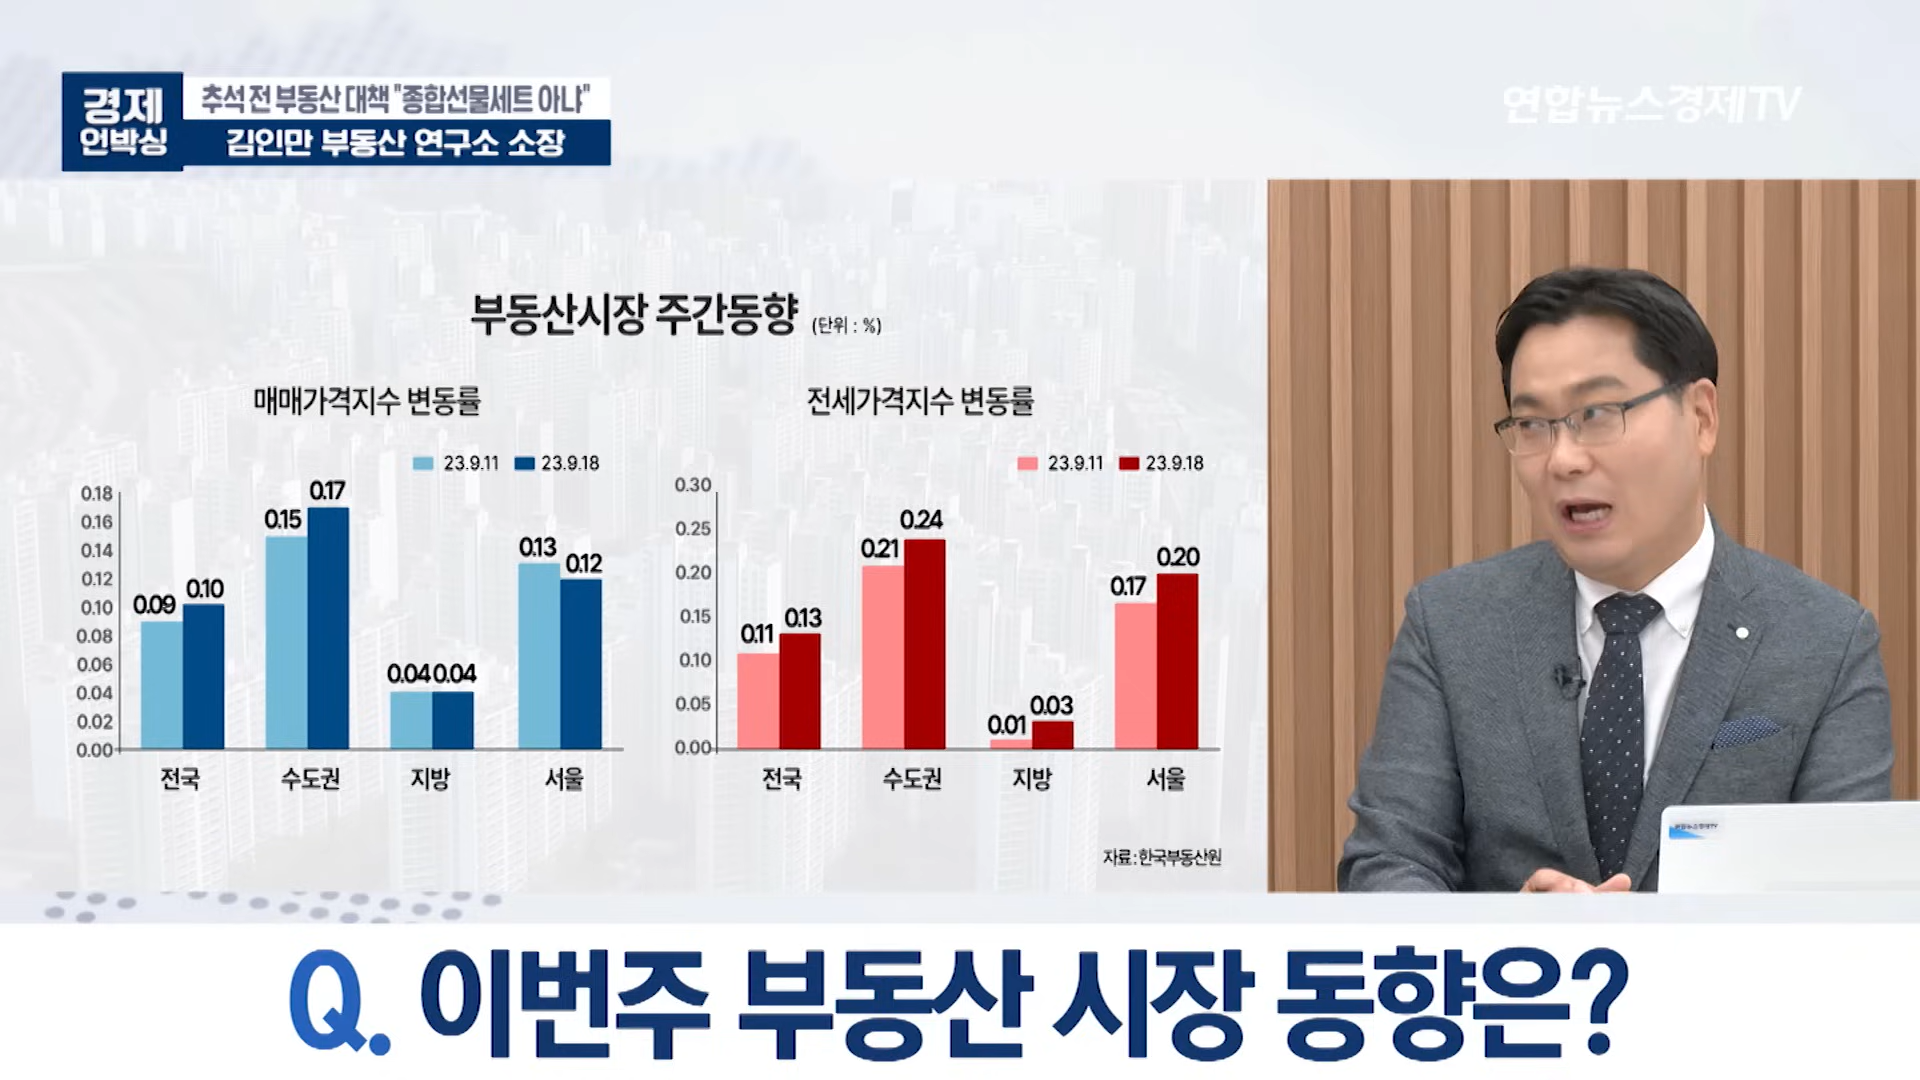 경제
언박싱
추석 전 부동산 대책 "종합선물세트 아냐"
김인만 부동산 연구소 소장
연합뉴스경제TV
부동산시장 주간동향 (단위 : %)
매매가격지수 변동률
23.9.11 23.9.18
0.18
0.16
0.14
0.12
0.10
0.08
0.06
0.04
0.02
0.00
0.09 0.10
0.15 0.17
0.04 0.04
0.13 0.12
전국 수도권 지방 서울
전세가격지수 변동률
23.9.11 23.9.18
0.30
0.25
0.20
0.15
0.10
0.05
0.00
0.11 0.13
0.21 0.24
0.01 0.03
0.17 0.20
전국 수도권 지방 서울
자료 : 한국부동산원
연합뉴스경제TV
Q. 이번주 부동산 시장 동향은?